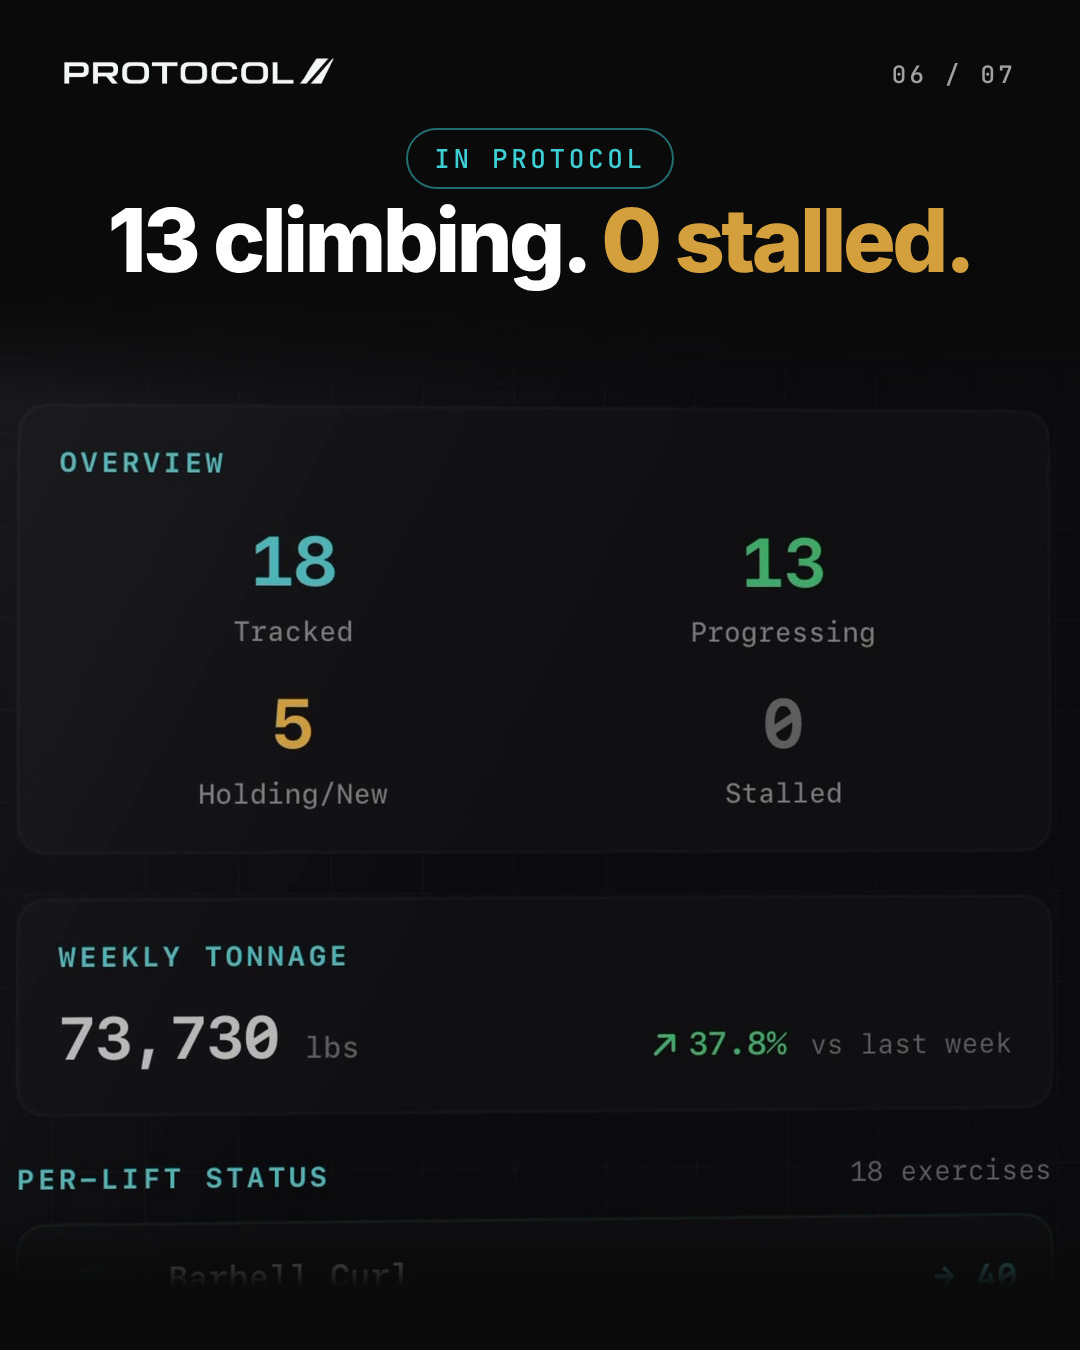 PROTOCOL
06 / 07
IN PROTOCOL
13 climbing. 0 stalled.
OVERVIEW
18
Tracked
13
Progressing
5
Holding/New
0
Stalled
WEEKLY TONNAGE
73,730 lbs
↗ 37.8% vs last week
PER-LIFT STATUS
18 exercises
Barbell Curl
→ 40